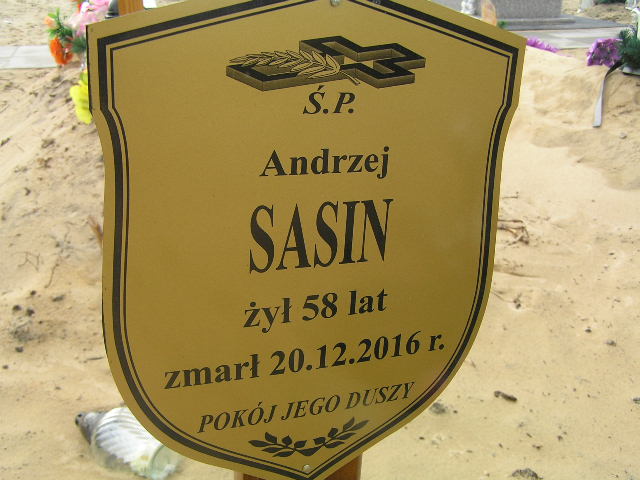 Ś.P.
Andrzej
SASIN
żył 58 lat
zmarł 20.12.2016 r.
POKÓJ JEGO DUSZY